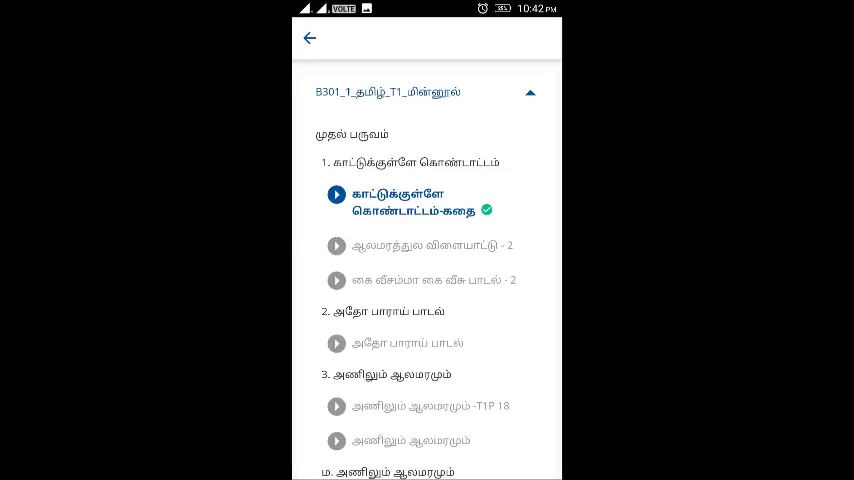 VOLTE 35% 10:42 PM
B301_1_தமிழ்_T1_மின்னூல்
முதல் பருவம்
1. காட்டுக்குள்ளே கொண்டாட்டம்
காட்டுக்குள்ளே
கொண்டாட்டம்-கதை
ஆலமரத்துல விளையாட்டு - 2
கை வீசம்மா கை வீசு பாடல் - 2
2. அதோ பாராய் பாடல்
அதோ பாராய் பாடல்
3. அணிலும் ஆலமரமும்
அணிலும் ஆலமரமும் -T1P 18
அணிலும் ஆலமரமும்
ம. அணிலும் ஆலமரமும்